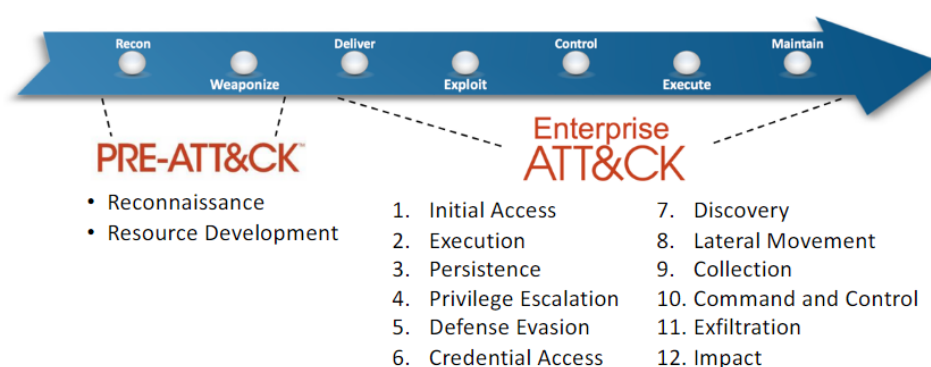 Recon
Deliver
Control
Maintain
Weaponize
Exploit
Execute
PRE-ATT&CK™
• Reconnaissance
• Resource Development
Enterprise
ATT&CK
1. Initial Access
2. Execution
3. Persistence
4. Privilege Escalation
5. Defense Evasion
6. Credential Access
7. Discovery
8. Lateral Movement
9. Collection
10. Command and Control
11. Exfiltration
12. Impact